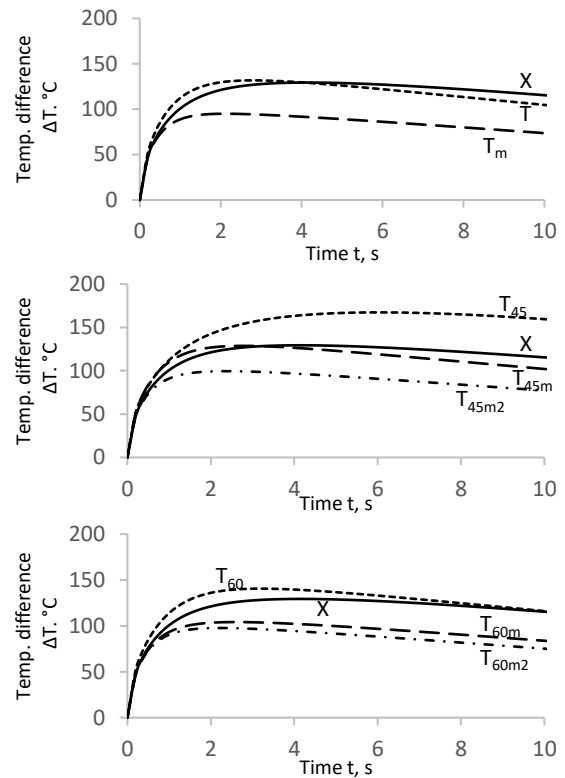 Temp. difference
ΔT. °C
200
150
100
50
0
X
T
Tₘ
0 2 4 6 8 10
Time t, s
Temp. difference
ΔT. °C
200
150
100
50
0
T₄₅
X
T₄₅ₘ
T₄₅ₘ₂
0 2 4 6 8 10
Time t, s
Temp. difference
ΔT. °C
200
150
100
50
0
T₆₀
X
T₆₀ₘ
T₆₀ₘ₂
0 2 4 6 8 10
Time t, s